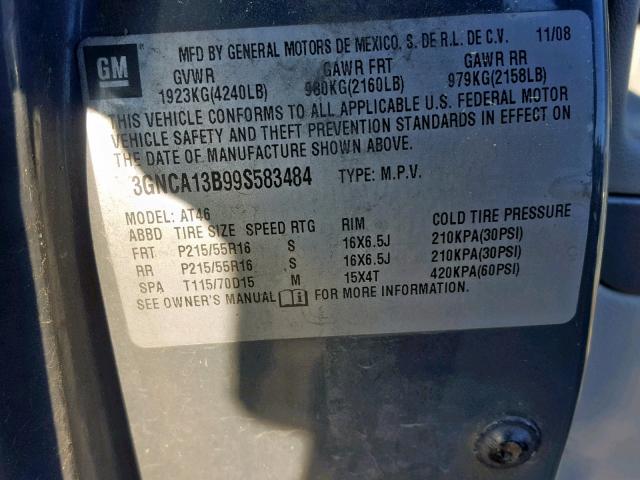 GM
MFD BY GENERAL MOTORS DE MEXICO, S. DE R.L. DE C.V. 11/08
GVWR GAWR FRT GAWR RR
1923KG(4240LB) 980KG(2160LB) 979KG(2158LB)
THIS VEHICLE CONFORMS TO ALL APPLICABLE U.S. FEDERAL MOTOR
VEHICLE SAFETY AND THEFT PREVENTION STANDARDS IN EFFECT ON
THE DATE OF MANUFACTURE SHOWN ABOVE.
3GNCA13B99S583484 TYPE: M.P.V.
MODEL: AT46
ABBD TIRE SIZE SPEED RTG RIM COLD TIRE PRESSURE
FRT P215/55R16 S 16X6.5J 210KPA(30PSI)
RR P215/55R16 S 16X6.5J 210KPA(30PSI)
SPA T115/70D15 M 15X4T 420KPA(60PSI)
SEE OWNER'S MANUAL FOR MORE INFORMATION.